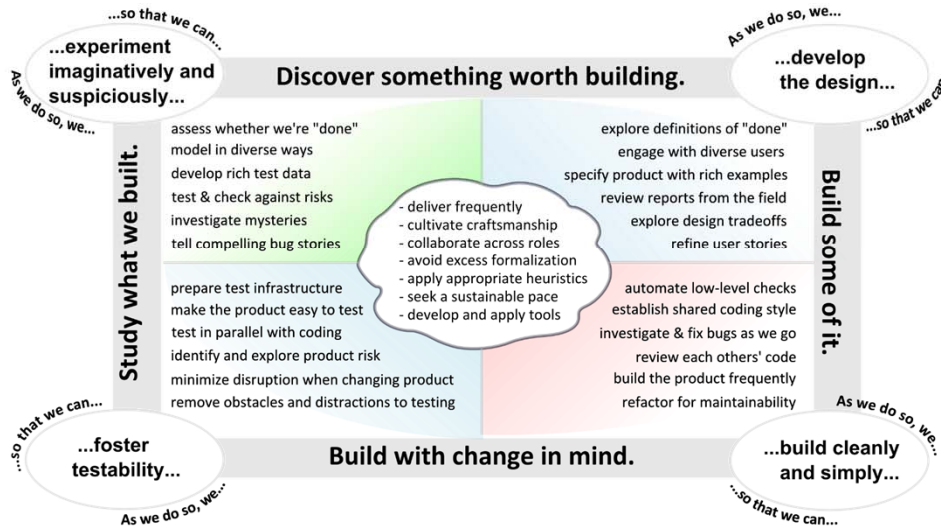 ...so that we can...
...experiment
imaginatively and
suspiciously...
As we do so, we...
Discover something worth building.
As we do so, we...
...develop
the design...
...so that we can...
Study what we built.
assess whether we're "done"
model in diverse ways
develop rich test data
test & check against risks
investigate mysteries
tell compelling bug stories
explore definitions of "done"
engage with diverse users
specify product with rich examples
review reports from the field
explore design tradeoffs
refine user stories
Build some of it.
- deliver frequently
- cultivate craftsmanship
- collaborate across roles
- avoid excess formalization
- apply appropriate heuristics
- seek a sustainable pace
- develop and apply tools
prepare test infrastructure
make the product easy to test
test in parallel with coding
identify and explore product risk
minimize disruption when changing product
remove obstacles and distractions to testing
automate low-level checks
establish shared coding style
investigate & fix bugs as we go
review each others' code
build the product frequently
refactor for maintainability
...so that we can...
...foster
testability...
As we do so, we...
Build with change in mind.
As we do so, we...
...build cleanly
and simply...
...so that we can...